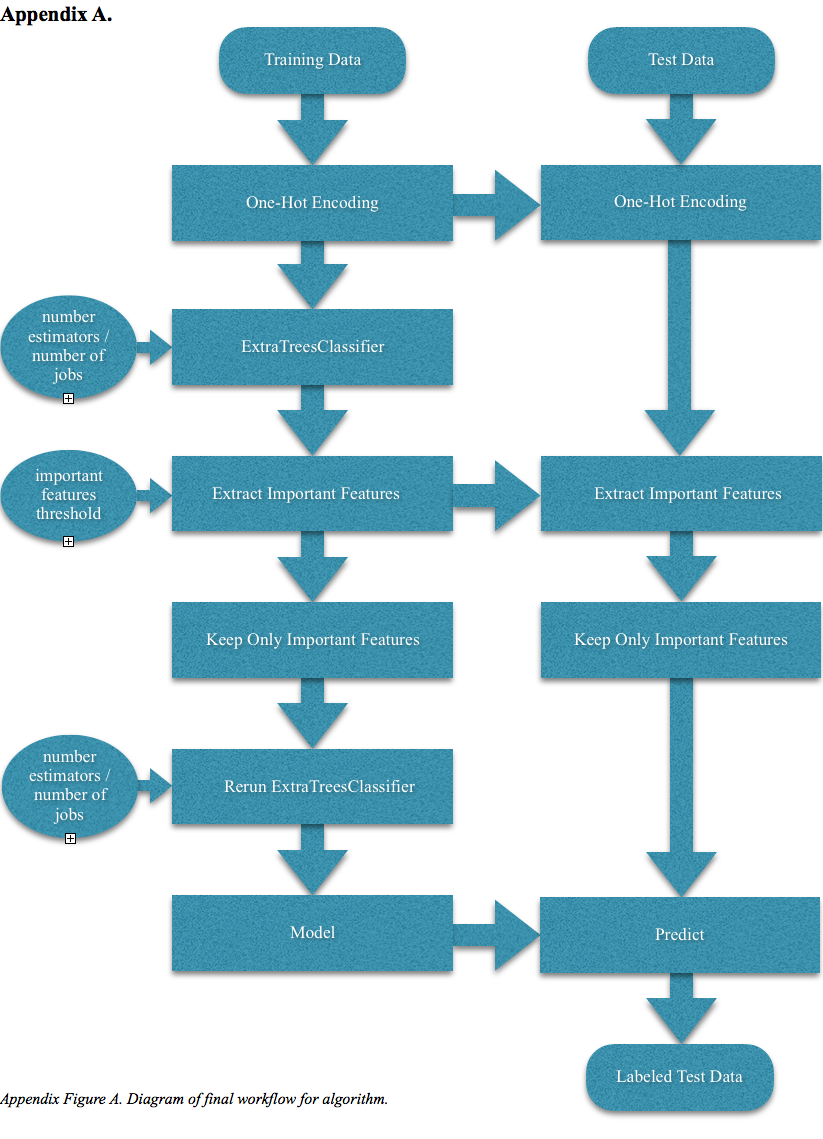 Appendix A.
Training Data
Test Data
One-Hot Encoding
One-Hot Encoding
number
estimators /
number of
jobs
ExtraTreesClassifier
important
features
threshold
Extract Important Features
Extract Important Features
Keep Only Important Features
Keep Only Important Features
number
estimators /
number of
jobs
Rerun ExtraTreesClassifier
Model
Predict
Labeled Test Data
Appendix Figure A. Diagram of final workflow for algorithm.